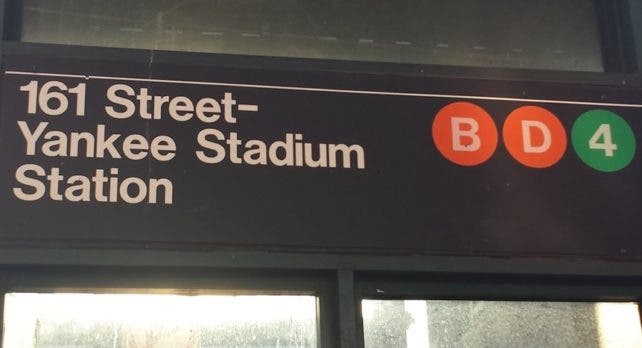 161 Street–
Yankee Stadium
Station
B D 4